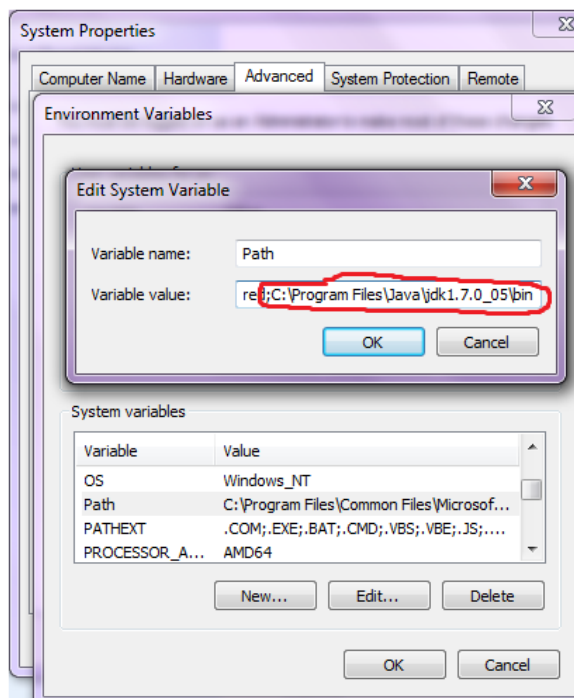 System Properties
Computer Name Hardware Advanced System Protection Remote
Environment Variables
Edit System Variable
Variable name: Path
Variable value: red;C:\Program Files\Java\jdk1.7.0_05\bin
OK Cancel
System variables
Variable Value
OS Windows_NT
Path C:\Program Files\Common Files\Microsof...
PATHEXT .COM;.EXE;.BAT;.CMD;.VBS;.VBE;.JS;....
PROCESSOR_A... AMD64
New... Edit... Delete
OK Cancel